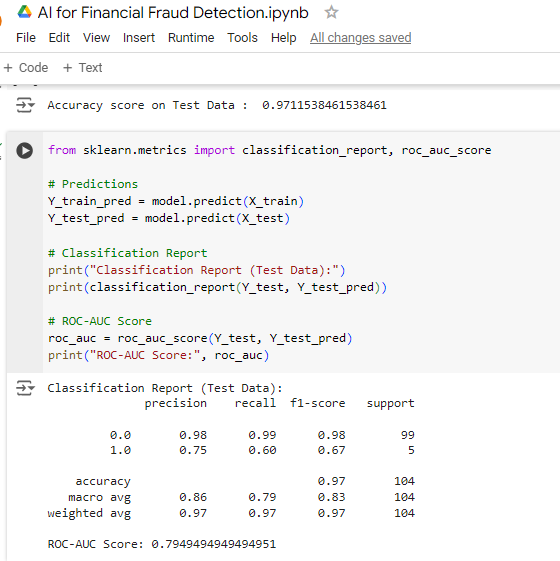 AI for Financial Fraud Detection.ipynb
File Edit View Insert Runtime Tools Help All changes saved
+ Code + Text
Accuracy score on Test Data :  0.9711538461538461
from sklearn.metrics import classification_report, roc_auc_score
# Predictions
Y_train_pred = model.predict(X_train)
Y_test_pred = model.predict(X_test)
# Classification Report
print("Classification Report (Test Data):")
print(classification_report(Y_test, Y_test_pred))
# ROC-AUC Score
roc_auc = roc_auc_score(Y_test, Y_test_pred)
print("ROC-AUC Score:", roc_auc)
Classification Report (Test Data):
precision recall f1-score support
0.0 0.98 0.99 0.98 99
1.0 0.75 0.60 0.67 5
accuracy 0.97 104
macro avg 0.86 0.79 0.83 104
weighted avg 0.97 0.97 0.97 104
ROC-AUC Score: 0.7949494949494951